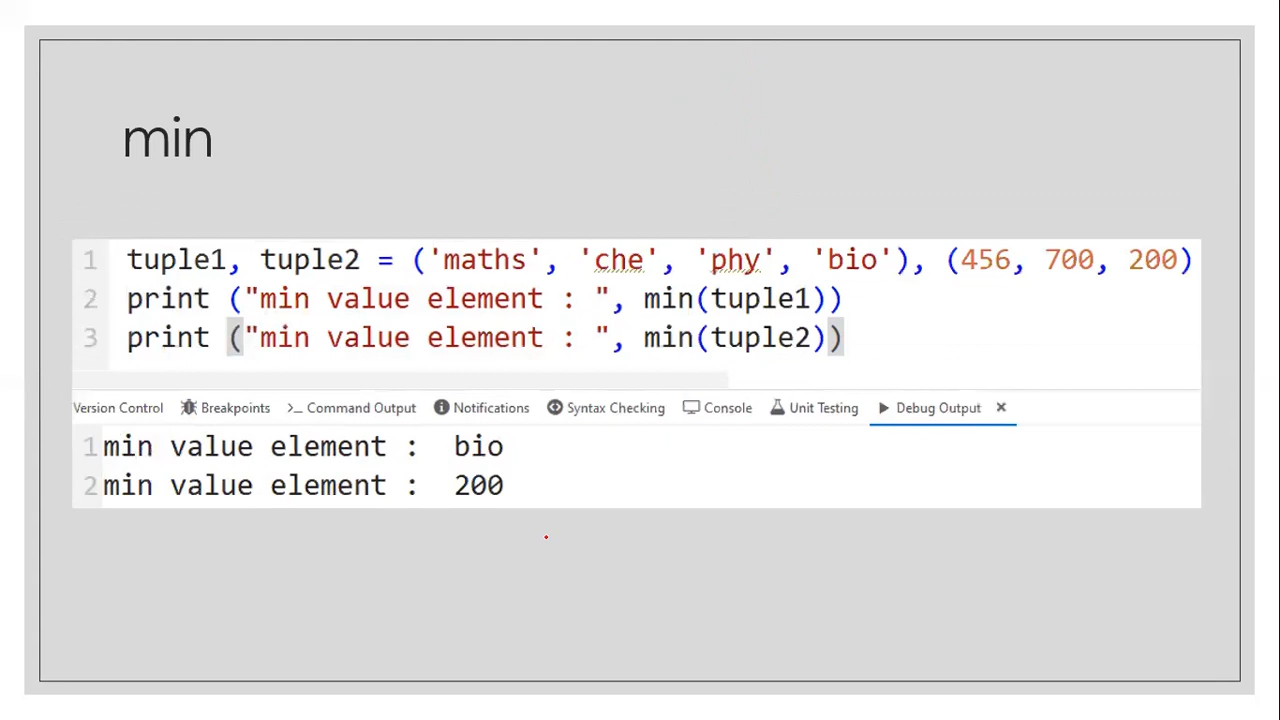 min
1 tuple1, tuple2 = ('maths', 'che', 'phy', 'bio'), (456, 700, 200)
2 print ("min value element : ", min(tuple1))
3 print ("min value element : ", min(tuple2))
Version Control Breakpoints >_ Command Output Notifications Syntax Checking Console Unit Testing Debug Output ×
1 min value element :  bio
2 min value element :  200